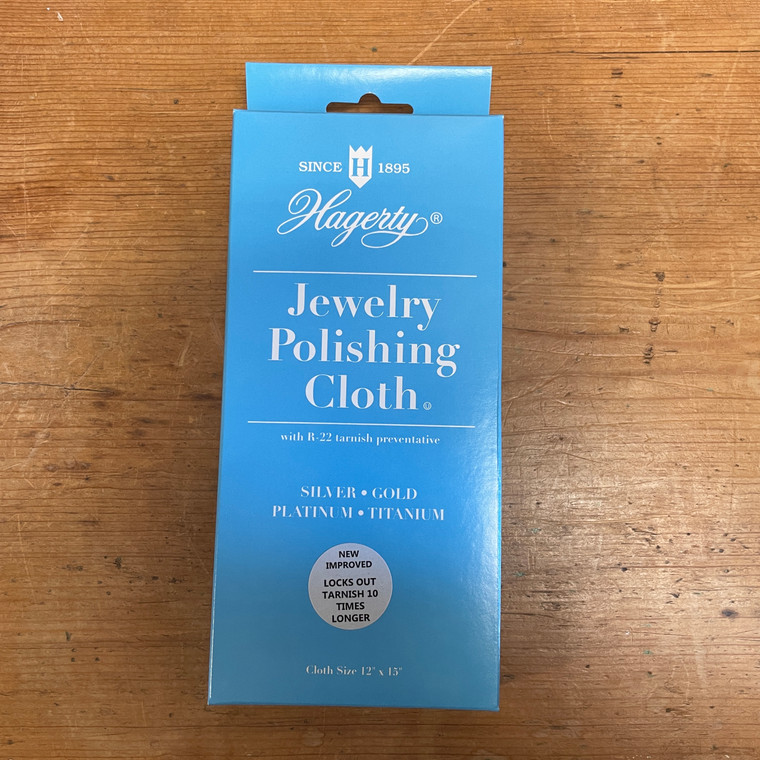 SINCE H 1895
Hagerty®
Jewelry
Polishing
Cloth
with R-22 tarnish preventative
SILVER • GOLD
PLATINUM • TITANIUM
NEW
IMPROVED
LOCKS OUT
TARNISH 10
TIMES
LONGER
Cloth Size 12" x 15"